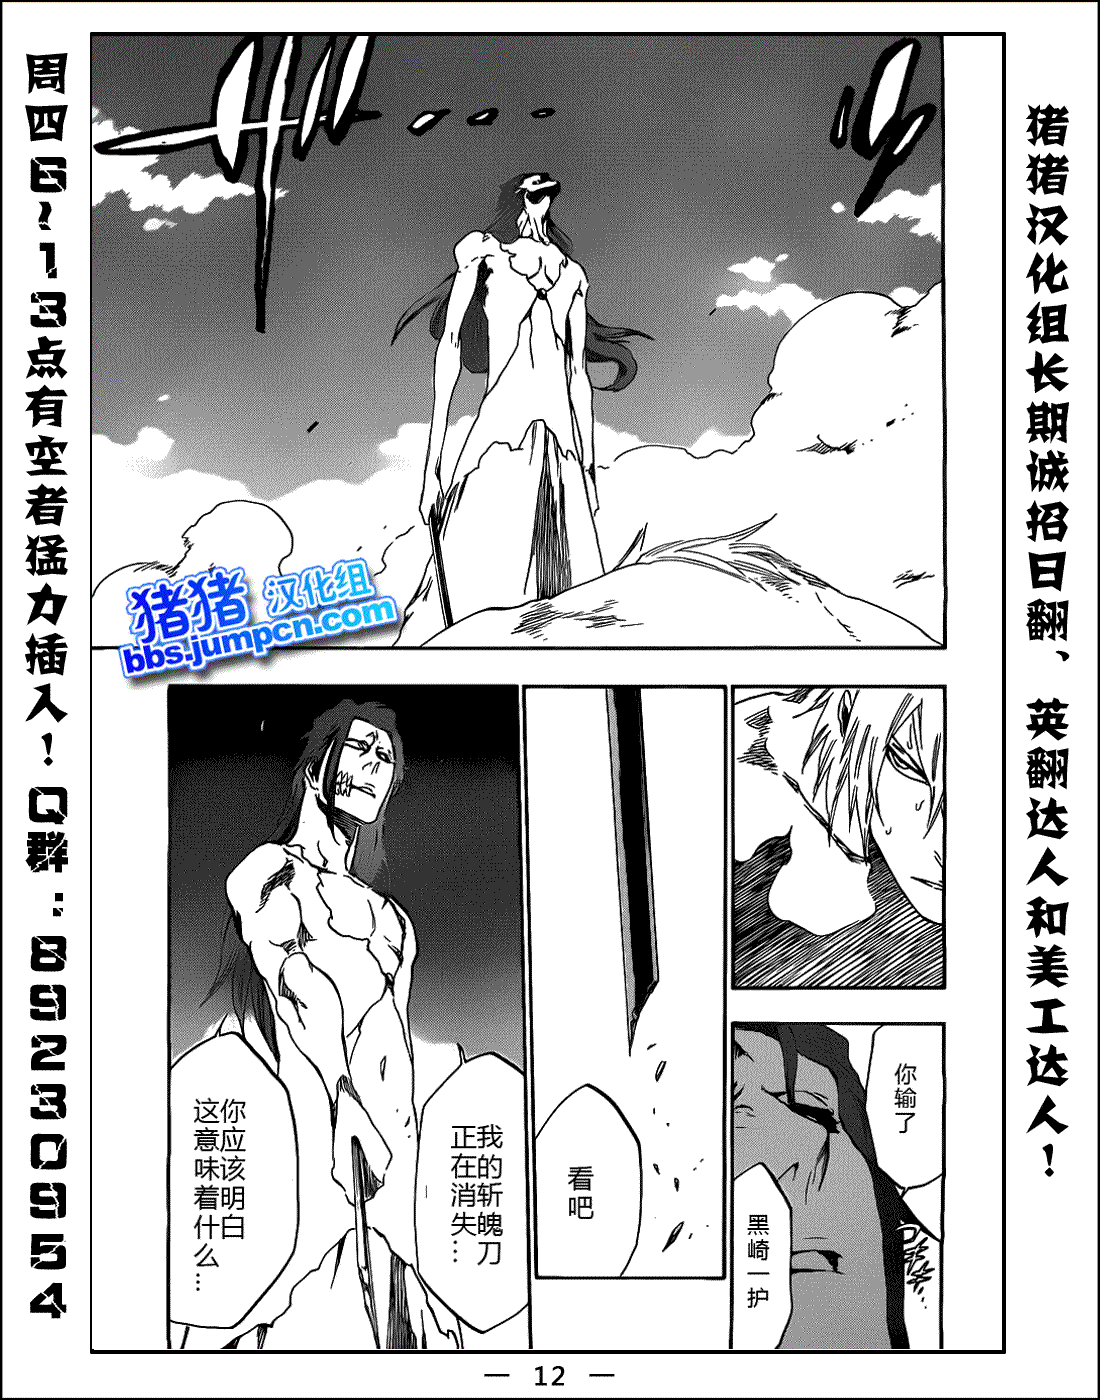 猪猪汉化组长期诚招日翻、英翻达人和美工达人！
周四6~13点有空者猛力插入！Q群：89230954
猪猪 汉化组
bbs.jumpcn.com
你输了
黑崎一护
看吧
我的斩魄刀
正在消失…
你应该明白
这意味着什么…
— 12 —